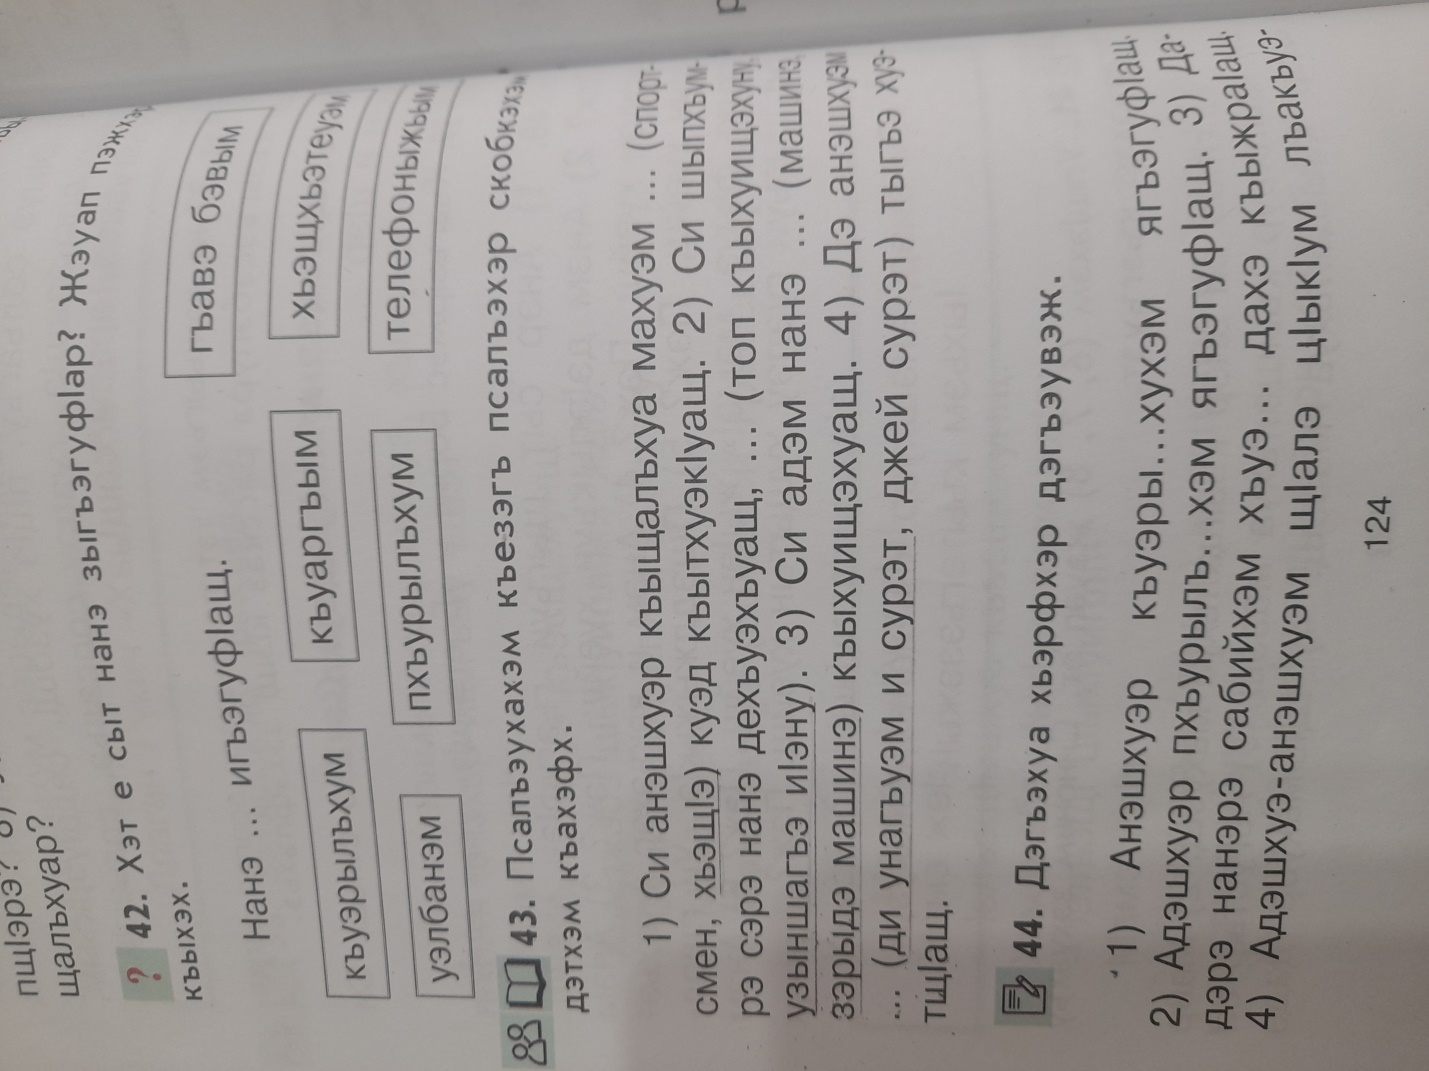 пщӏэрэ?
щалъхуар?
? 42. Хэт е сыт нанэ зыгъэгуфӏар? Жэуап пэжхэр
къыхэх.
Нанэ ... игъэгуфӏащ.
гъавэ бэвым
къуэрылъхум
къуаргъым
хьэщхьэтеуэм
уэлбанэм
пхъурылъхум
телефоныжьым
43. Псалъэухахэм къезэгъ псалъэхэр скобкэхэм
дэтхэм къахэфх.
1) Си анэшхуэр къыщалъхуа махуэм ... (спорт-
смен, хьэщӏэ) куэд къытхуэкӏуащ. 2) Си шыпхъум-
рэ сэрэ нанэ дехъуэхъуащ, ... (топ къыхуищэхуну,
узыншагъэ иӏэну). 3) Си адэм нанэ ... (машинэ,
зэрыдэ машинэ) къыхуищэхуащ. 4) Дэ анэшхуэм
... (ди унагъуэм и сурэт, джей сурэт) тыгъэ хуэ-
тщӏащ.
44. Дэгъэхуа хьэрфхэр дэгъэувэж.
1) Анэшхуэр къуэры...хухэм ягъэгуфӏащ.
2) Адэшхуэр пхъурылъ...хэм ягъэгуфӏащ. 3) Да-
дэрэ нанэрэ сабийхэм хъуэ... дахэ къыжраӏащ.
4) Адэшхуэ-анэшхуэм щӏалэ цӏыкӏум лъакъуэ-
124